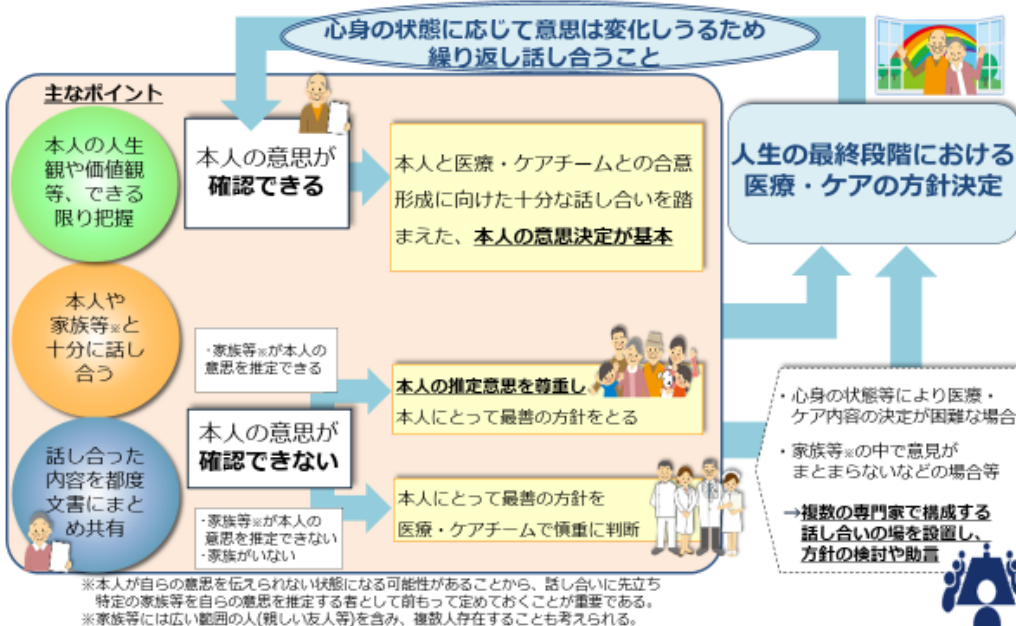 心身の状態に応じて意思は変化しうるため
繰り返し話し合うこと
主なポイント
本人の人生
観や価値観
等、できる
限り把握
本人や
家族等※と
十分に話し
合う
話し合った
内容を都度
文書にまと
め共有
本人の意思が
確認できる
本人と医療・ケアチームとの合意
形成に向けた十分な話し合いを踏
まえた、本人の意思決定が基本
・家族等※が本人の
意思を推定できる
本人の意思が
確認できない
・家族等※が本人の
意思を推定できない
・家族がいない
本人の推定意思を尊重し、
本人にとって最善の方針をとる
本人にとって最善の方針を
医療・ケアチームで慎重に判断
人生の最終段階における
医療・ケアの方針決定
・心身の状態等により医療・
ケア内容の決定が困難な場合
・家族等※の中で意見が
まとまらないなどの場合等
→複数の専門家で構成する
話し合いの場を設置し、
方針の検討や助言
※本人が自らの意思を伝えられない状態になる可能性があることから、話し合いに先立ち
特定の家族等を自らの意思を推定する者として前もって定めておくことが重要である。
※家族等には広い範囲の人(親しい友人等)を含み、複数人存在することも考えられる。